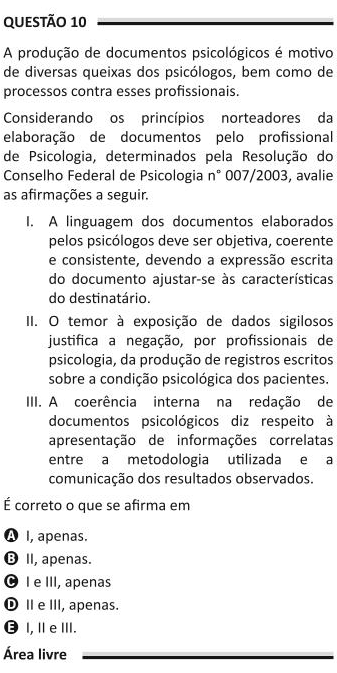 QUESTÃO 10
A produção de documentos psicológicos é motivo
de diversas queixas dos psicólogos, bem como de
processos contra esses profissionais.
Considerando os princípios norteadores da
elaboração de documentos pelo profissional
de Psicologia, determinados pela Resolução do
Conselho Federal de Psicologia n° 007/2003, avalie
as afirmações a seguir.
I. A linguagem dos documentos elaborados
pelos psicólogos deve ser objetiva, coerente
e consistente, devendo a expressão escrita
do documento ajustar-se às características
do destinatário.
II. O temor à exposição de dados sigilosos
justifica a negação, por profissionais de
psicologia, da produção de registros escritos
sobre a condição psicológica dos pacientes.
III. A coerência interna na redação de
documentos psicológicos diz respeito à
apresentação de informações correlatas
entre a metodologia utilizada e a
comunicação dos resultados observados.
É correto o que se afirma em
A I, apenas.
B II, apenas.
C I e III, apenas
D II e III, apenas.
E I, II e III.
Área livre